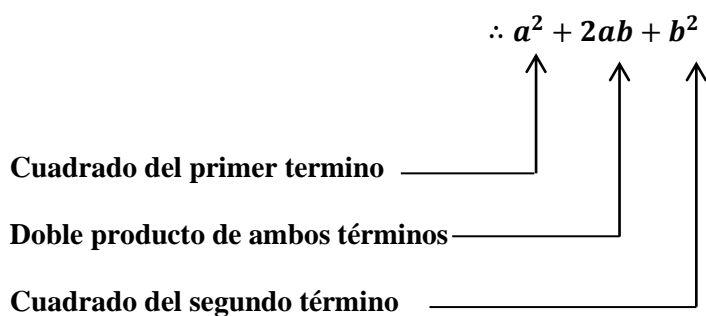 ∴ a² + 2ab + b²
Cuadrado del primer termino
Doble producto de ambos términos
Cuadrado del segundo término